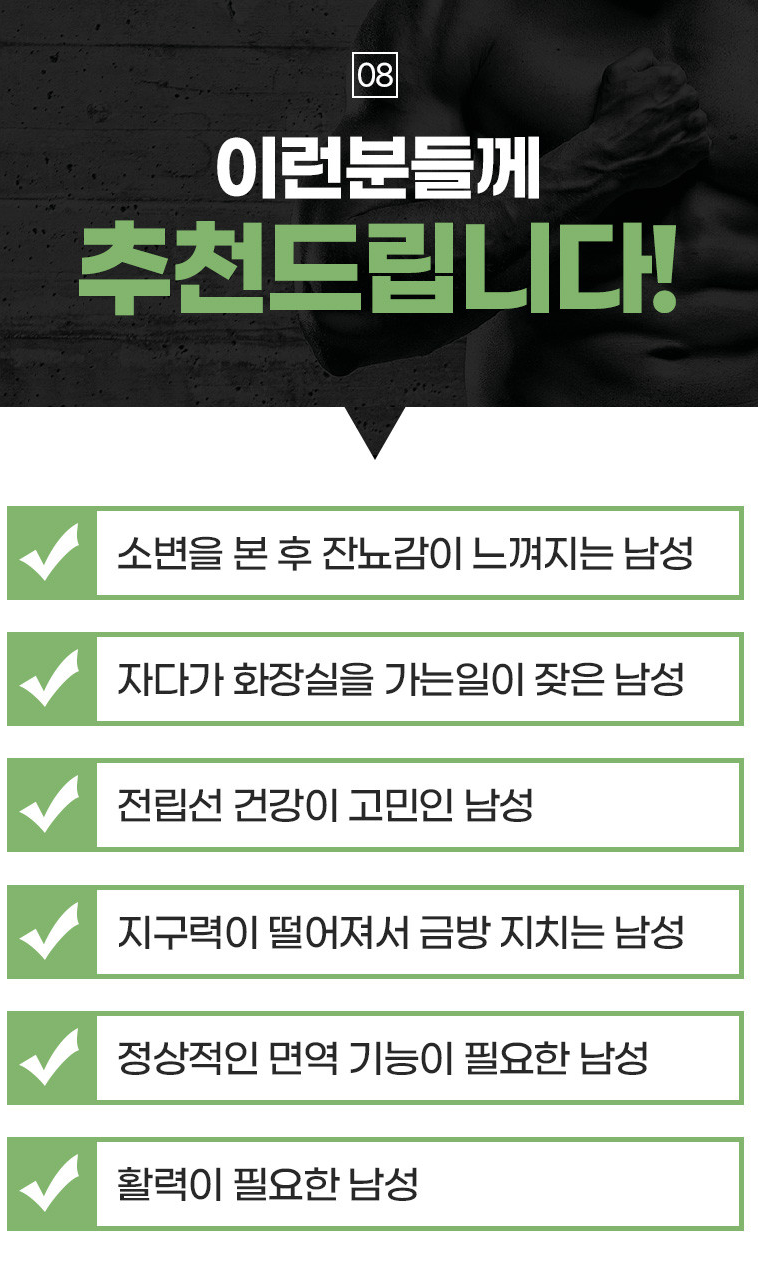 08
이런분들께
추천드립니다!
소변을 본 후 잔뇨감이 느껴지는 남성
자다가 화장실을 가는일이 잦은 남성
전립선 건강이 고민인 남성
지구력이 떨어져서 금방 지치는 남성
정상적인 면역 기능이 필요한 남성
활력이 필요한 남성